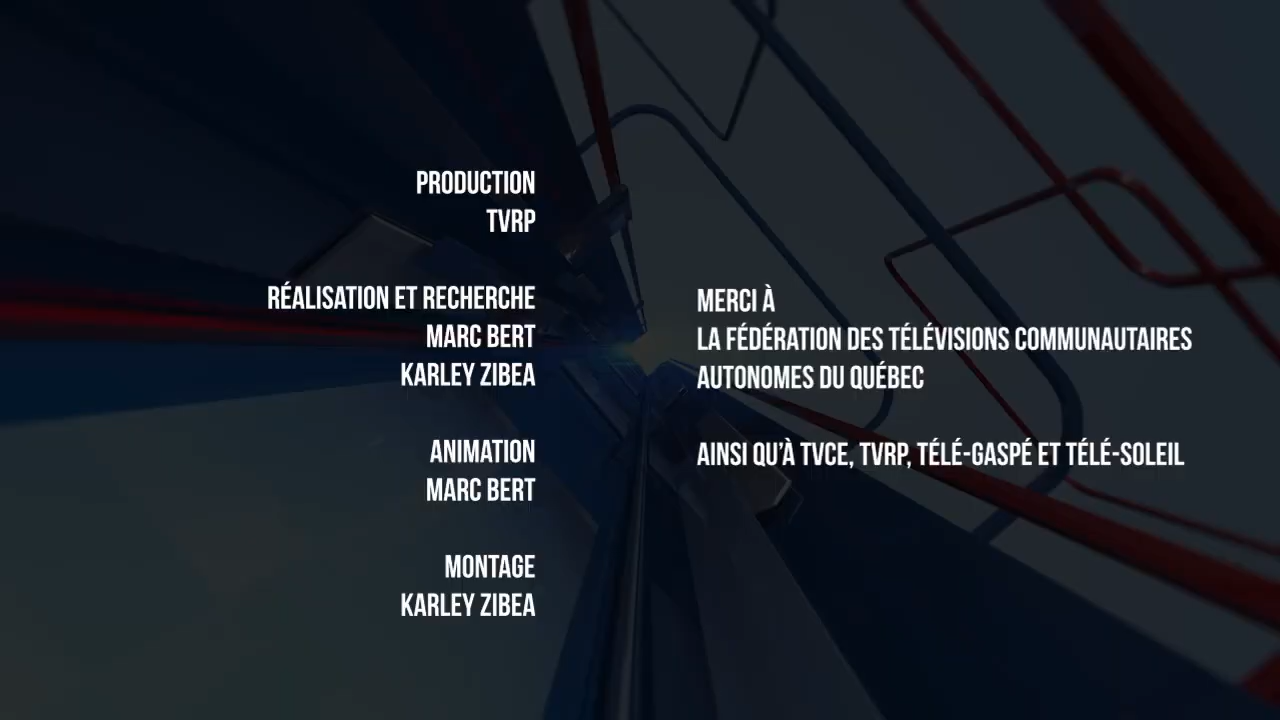 PRODUCTION
TVRP
RÉALISATION ET RECHERCHE
MARC BERT
KARLEY ZIBEA
ANIMATION
MARC BERT
MONTAGE
KARLEY ZIBEA
MERCI À
LA FÉDÉRATION DES TÉLÉVISIONS COMMUNAUTAIRES
AUTONOMES DU QUÉBEC
AINSI QU'À TVCE, TVRP, TÉLÉ-GASPÉ ET TÉLÉ-SOLEIL